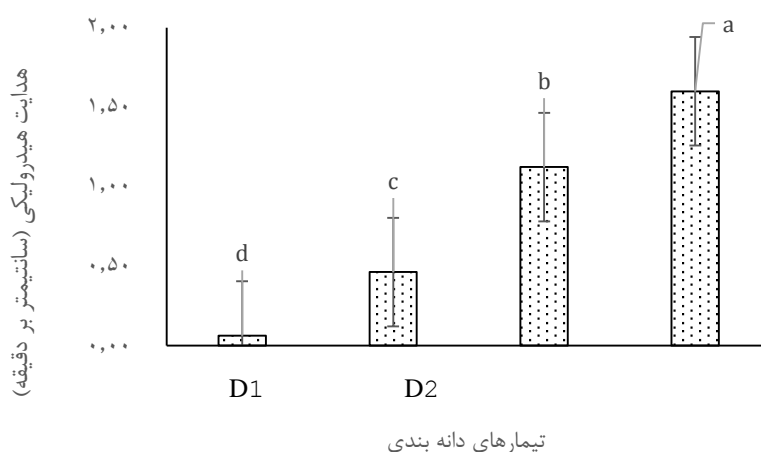 هدایت هیدرولیکی (سانتیمتر بر دقیقه)
۲,۰۰
۱,۵۰
۱,۰۰
۰,۵۰
۰,۰۰
a
b
c
d
D1 D2
تیمارهای دانه بندی